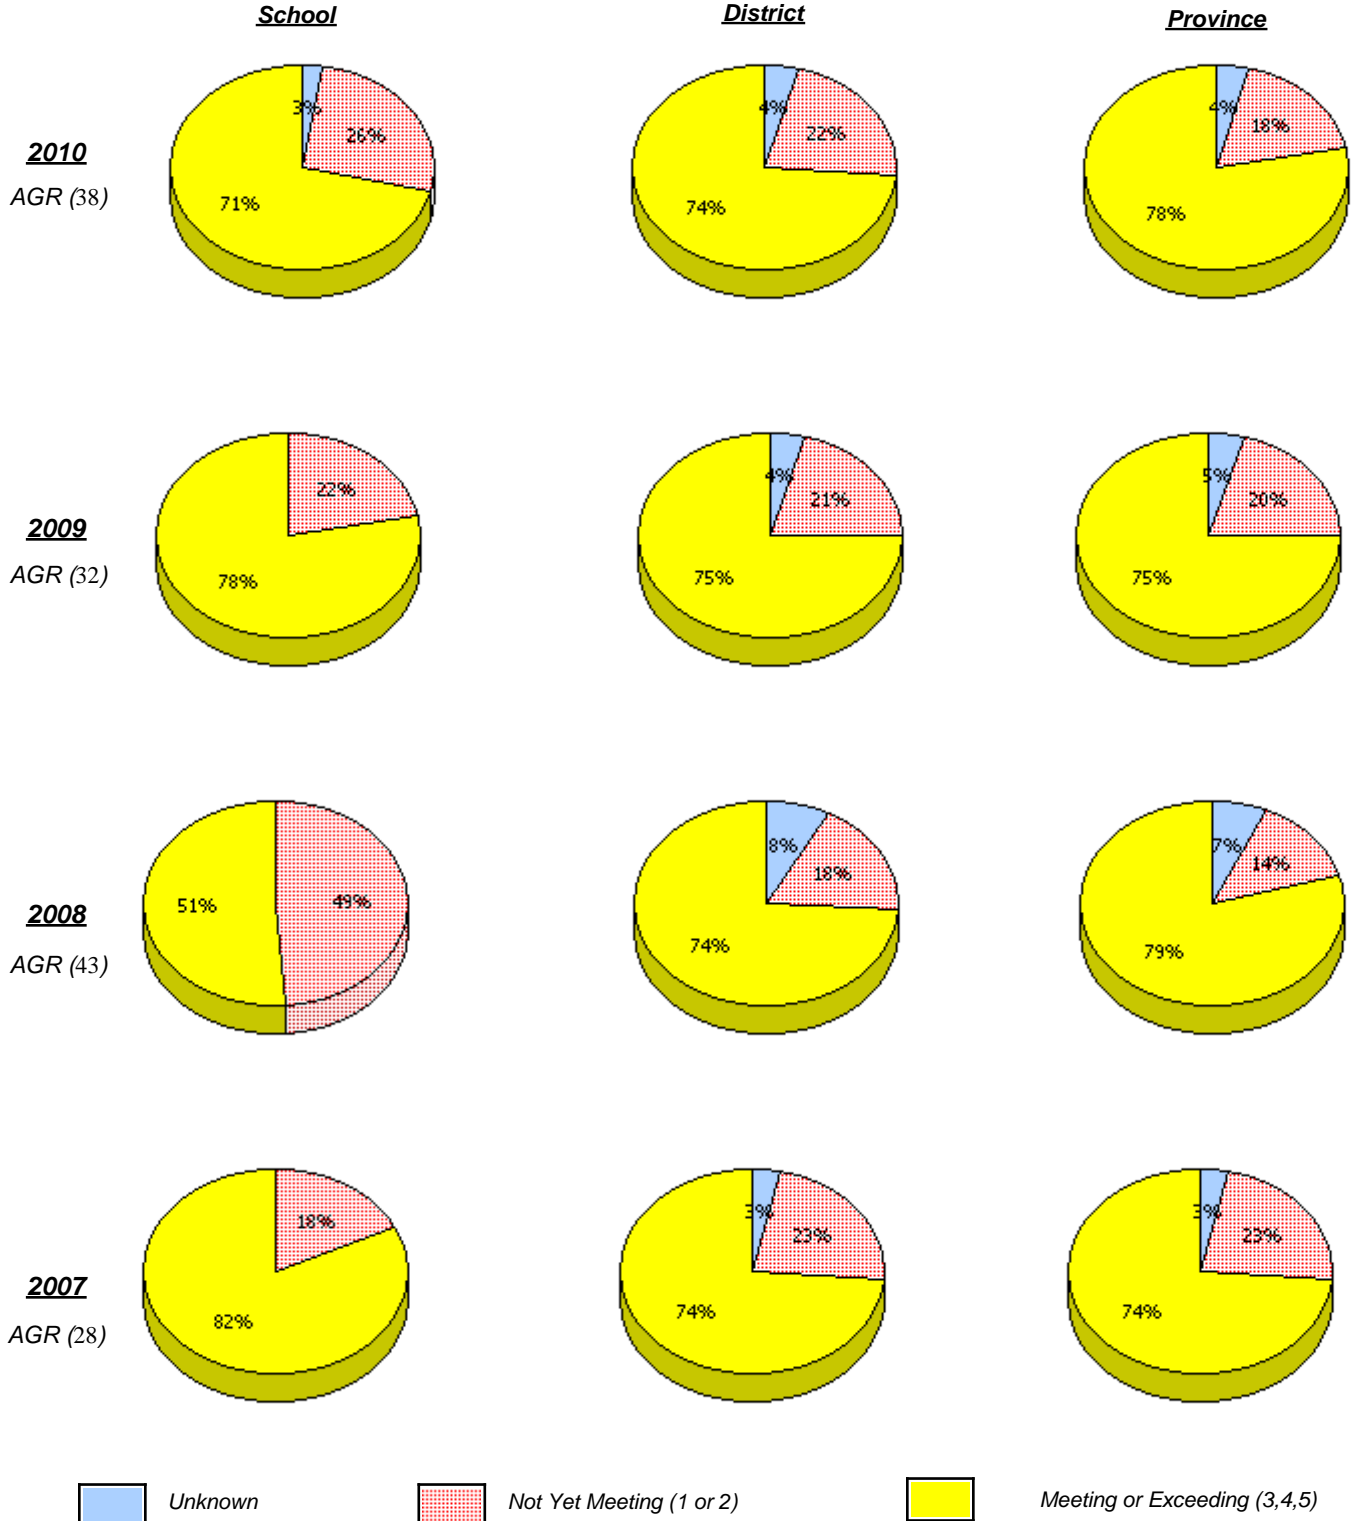 School District Province
2010
AGR (38)
3% 26% 71%
4% 22% 74%
4% 18% 78%
2009
AGR (32)
22% 78%
4% 21% 75%
5% 20% 75%
2008
AGR (43)
49% 51%
8% 18% 74%
7% 14% 79%
2007
AGR (28)
18% 82%
3% 23% 74%
3% 23% 74%
Unknown Not Yet Meeting (1 or 2) Meeting or Exceeding (3,4,5)